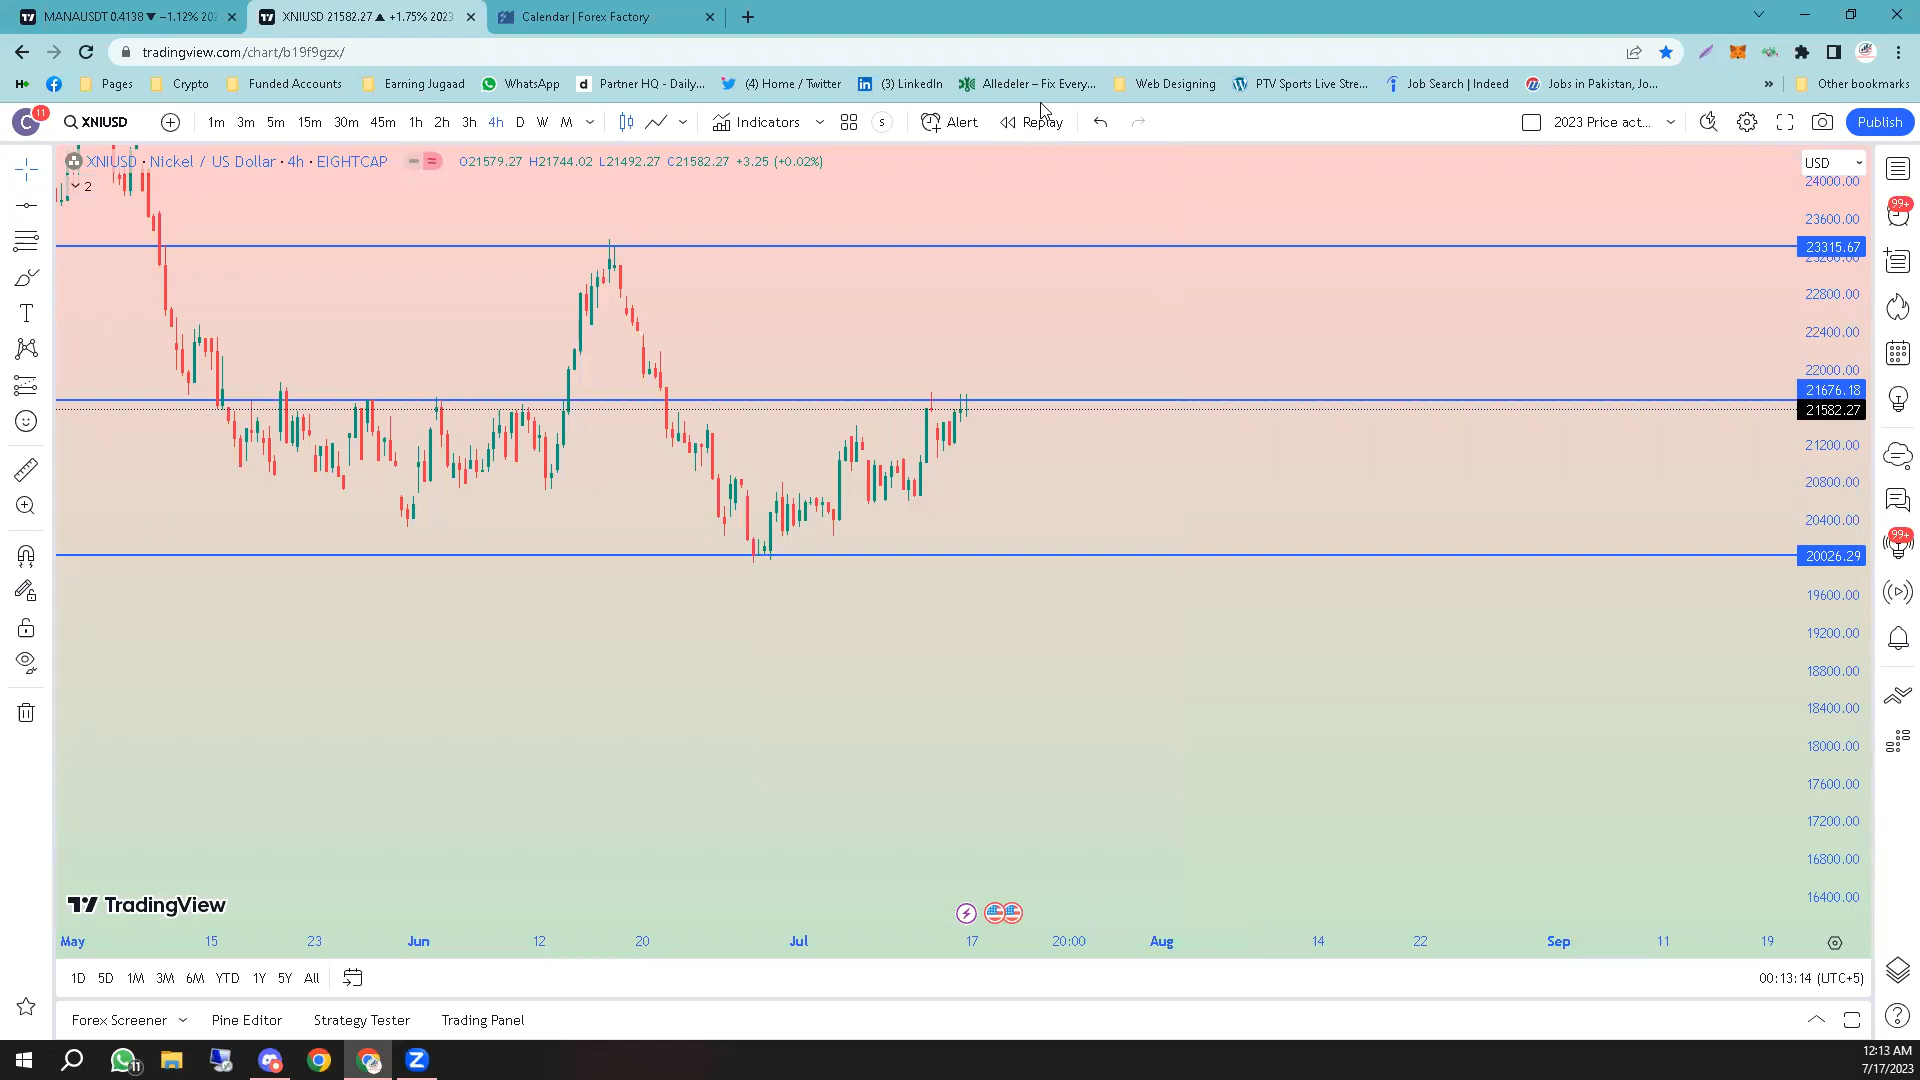 MANAUSDT 0.4138 ▼ −1.12% 202
XNIUSD 21582.27 ▲ +1.75% 2023
Calendar | Forex Factory
tradingview.com/chart/b19f9gzx/
Pages
Crypto
Funded Accounts
Earning Jugaad
WhatsApp
Partner HQ - Daily...
(4) Home / Twitter
(3) LinkedIn
Alledeler – Fix Every...
Web Designing
PTV Sports Live Stre...
Job Search | Indeed
Jobs in Pakistan, Jo...
»
Other bookmarks
C 11
XNIUSD
1m 3m 5m 15m 30m 45m 1h 2h 3h 4h D W M
Indicators
S
Alert
Replay
2023 Price act...
Publish
XNIUSD · Nickel / US Dollar · 4h · EIGHTCAP
O21579.27 H21744.02 L21492.27 C21582.27 +3.25 (+0.02%)
2
USD
24000.00
23600.00
23315.67
23200.00
22800.00
22400.00
22000.00
21676.18
21582.27
21200.00
20800.00
20400.00
20026.29
19600.00
19200.00
18800.00
18400.00
18000.00
17600.00
17200.00
16800.00
16400.00
99+
99+
TradingView
May 15 23 Jun 12 20 Jul 17 20:00 Aug 14 22 Sep 11 19
1D 5D 1M 3M 6M YTD 1Y 5Y All
00:13:14 (UTC+5)
Forex Screener
Pine Editor
Strategy Tester
Trading Panel
11
12:13 AM
7/17/2023